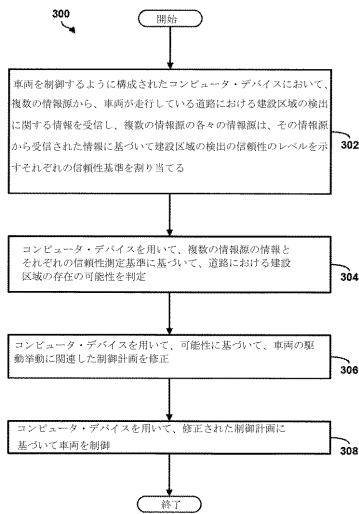 300
開始
車両を制御するように構成されたコンピュータ・デバイスにおいて、
複数の情報源から、車両が走行している道路における建設区域の検出
に関する情報を受信し、複数の情報源の各々の情報源は、その情報源
から受信された情報に基づいて建設区域の検出の信頼性のレベルを示
すそれぞれの信頼性基準を割り当てる
302
コンピュータ・デバイスを用いて、複数の情報源の情報と
それぞれの信頼性測定基準に基づいて、道路における建設
区域の存在の可能性を判定
304
コンピュータ・デバイスを用いて、可能性に基づいて、車両の駆
動挙動に関連した制御計画を修正
306
コンピュータ・デバイスを用いて、修正された制御計画に
基づいて車両を制御
308
終了